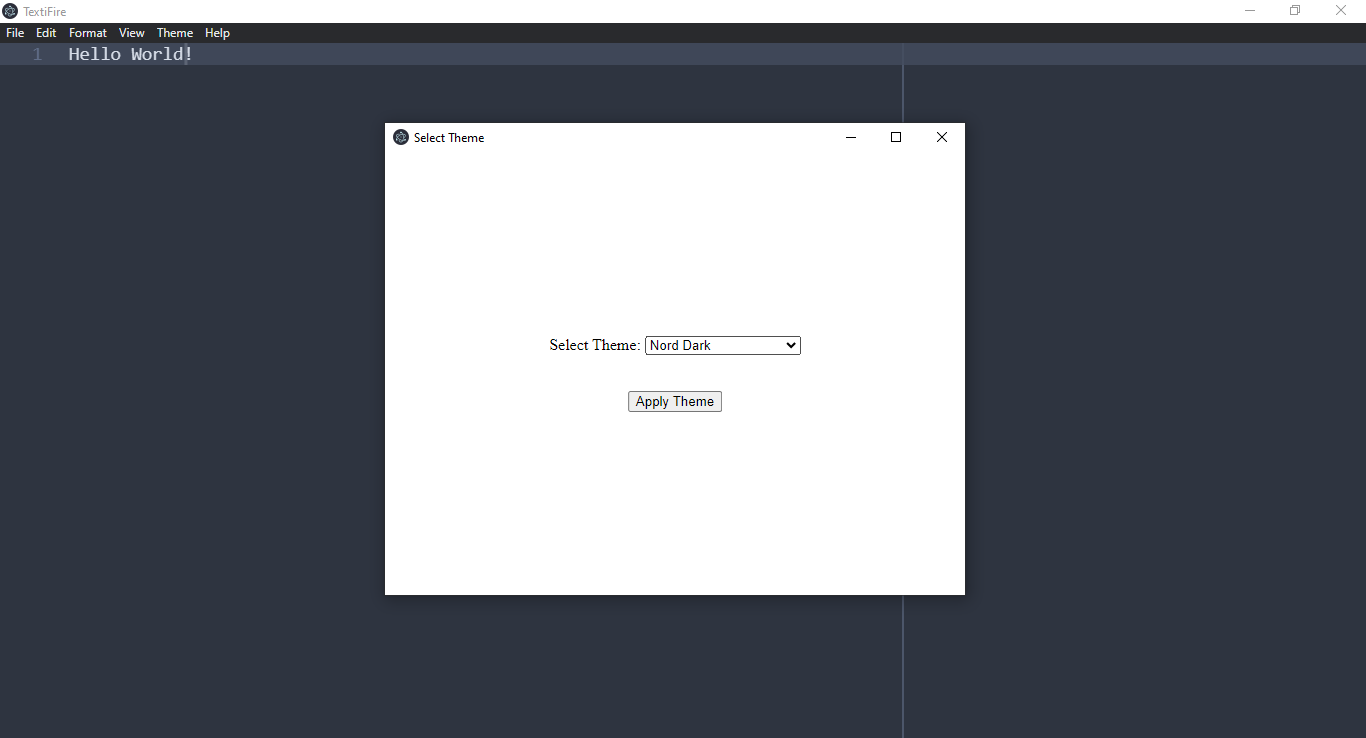 TextiFire
File Edit Format View Theme Help
1 Hello World!
Select Theme
Select Theme: Nord Dark
Apply Theme